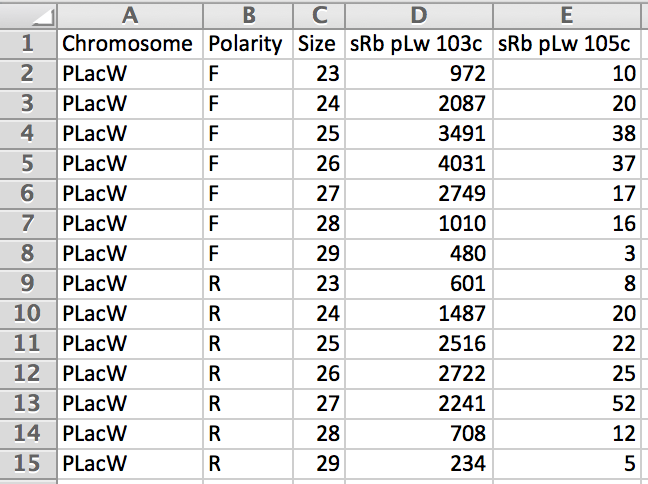 A B C D E
1 Chromosome Polarity Size sRb pLw 103c sRb pLw 105c
2 PLacW F 23 972 10
3 PLacW F 24 2087 20
4 PLacW F 25 3491 38
5 PLacW F 26 4031 37
6 PLacW F 27 2749 17
7 PLacW F 28 1010 16
8 PLacW F 29 480 3
9 PLacW R 23 601 8
10 PLacW R 24 1487 20
11 PLacW R 25 2516 22
12 PLacW R 26 2722 25
13 PLacW R 27 2241 52
14 PLacW R 28 708 12
15 PLacW R 29 234 5